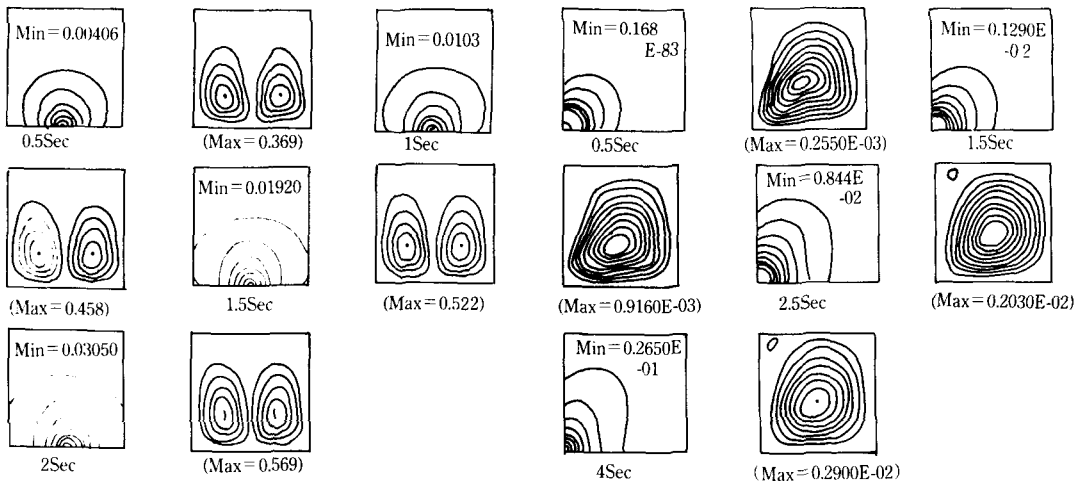 Min=0.00406
0.5Sec
(Max=0.369)
Min=0.0103
1Sec
Min=0.168
E-83
0.5Sec
(Max=0.2550E-03)
Min=0.1290E
-02
1.5Sec
(Max=0.458)
Min=0.01920
1.5Sec
(Max=0.522)
(Max=0.9160E-03)
Min=0.844E
-02
2.5Sec
(Max=0.2030E-02)
Min=0.03050
2Sec
(Max=0.569)
Min=0.2650E
-01
4Sec
(Max=0.2900E-02)